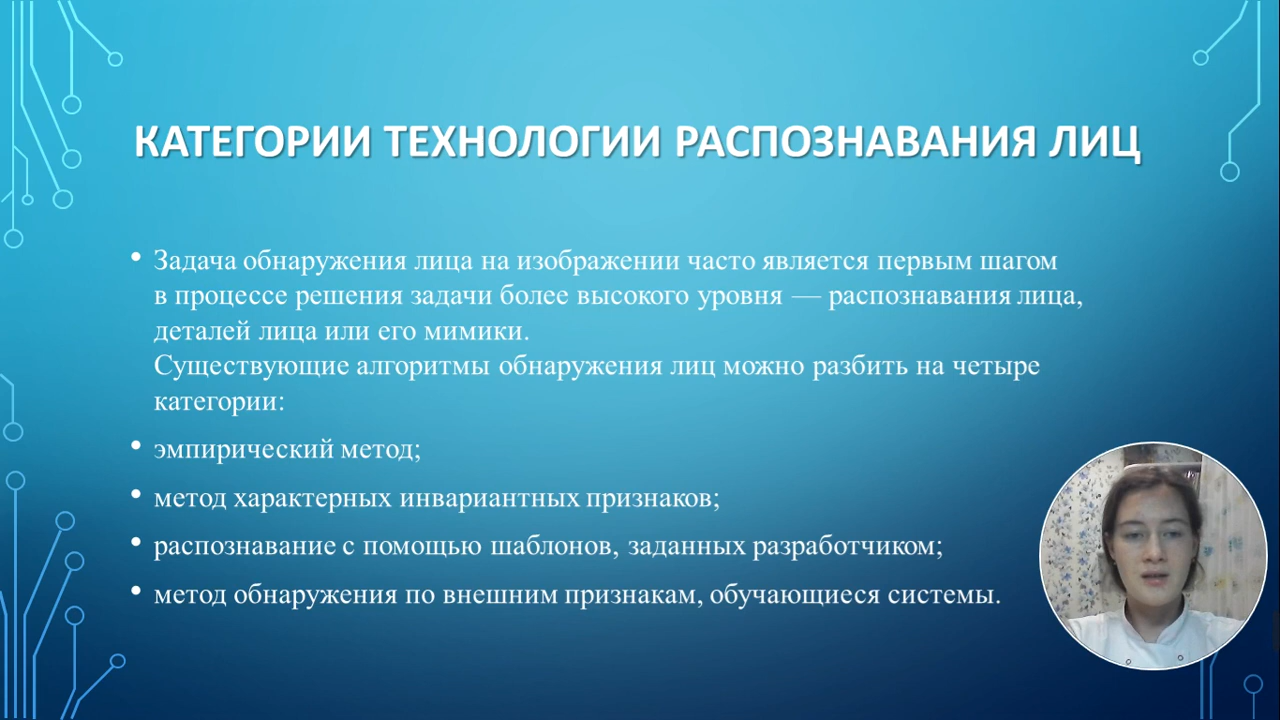 КАТЕГОРИИ ТЕХНОЛОГИИ РАСПОЗНАВАНИЯ ЛИЦ
• Задача обнаружения лица на изображении часто является первым шагом
в процессе решения задачи более высокого уровня — распознавания лица,
деталей лица или его мимики.
Существующие алгоритмы обнаружения лиц можно разбить на четыре
категории:
• эмпирический метод;
• метод характерных инвариантных признаков;
• распознавание с помощью шаблонов, заданных разработчиком;
• метод обнаружения по внешним признакам, обучающиеся системы.